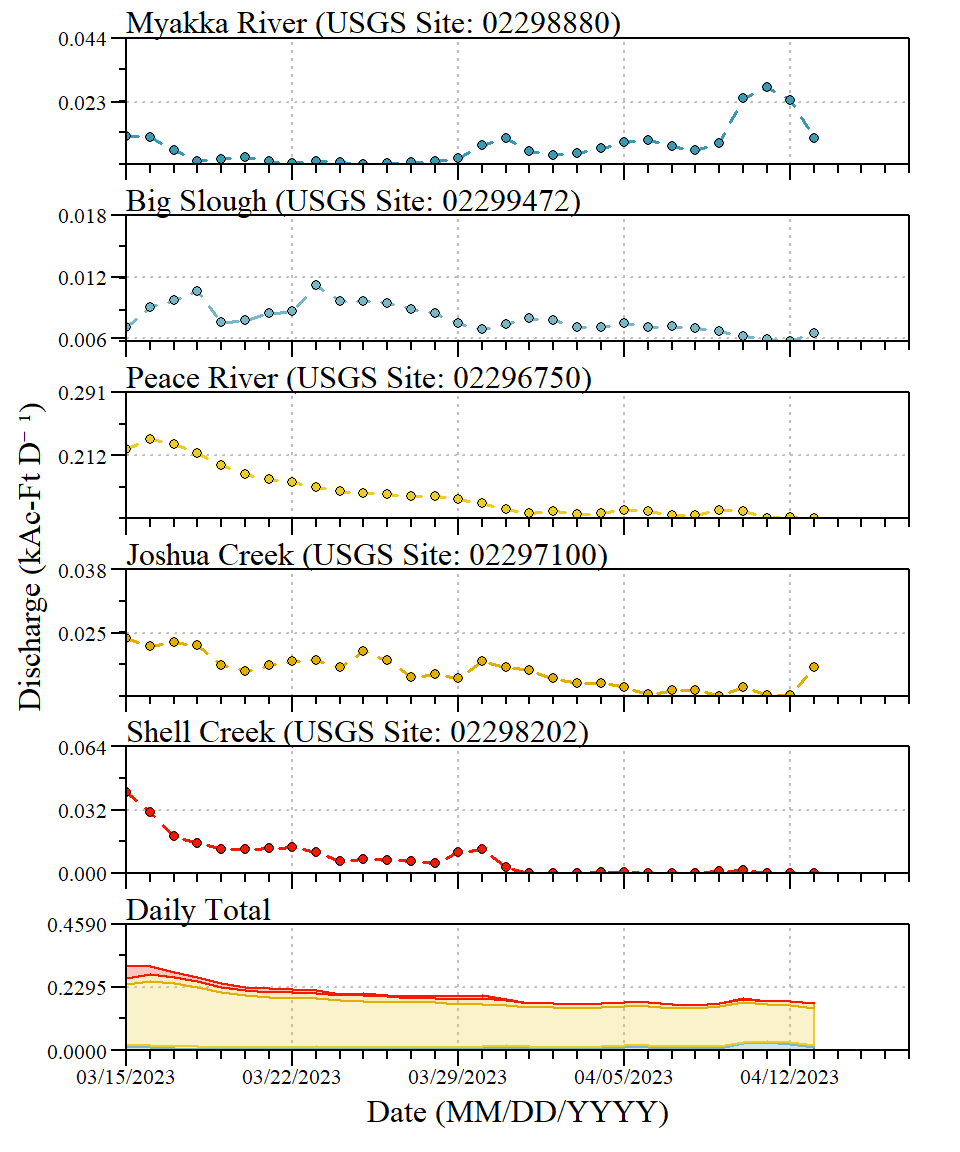 Myakka River (USGS Site: 02298880)
0.044
0.023
Big Slough (USGS Site: 02299472)
0.018
0.012
0.006
Peace River (USGS Site: 02296750)
0.291
0.212
Joshua Creek (USGS Site: 02297100)
0.038
0.025
Shell Creek (USGS Site: 02298202)
0.064
0.032
0.000
Daily Total
0.4590
0.2295
0.0000
03/15/2023 03/22/2023 03/29/2023 04/05/2023 04/12/2023
Date (MM/DD/YYYY)
Discharge (kAc-Ft D⁻¹)